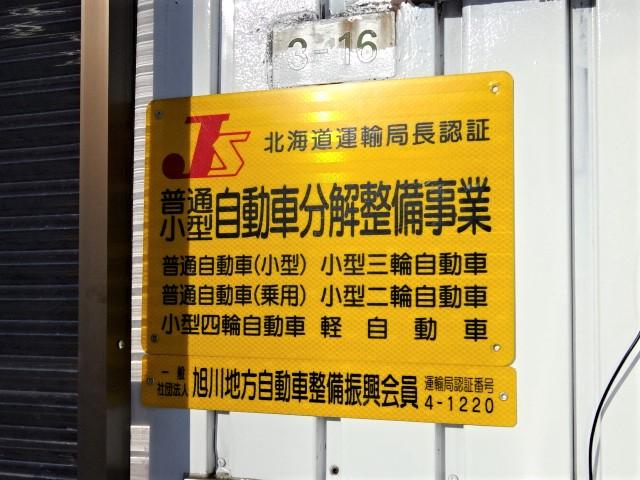 3-16
JS 北海道運輸局長認証
普通
小型 自動車分解整備事業
普通自動車(小型) 小型三輪自動車
普通自動車(乗用) 小型二輪自動車
小型四輪自動車 軽自動車
一般
社団法人 旭川地方自動車整備振興会員 運輸局認証番号
4-1220